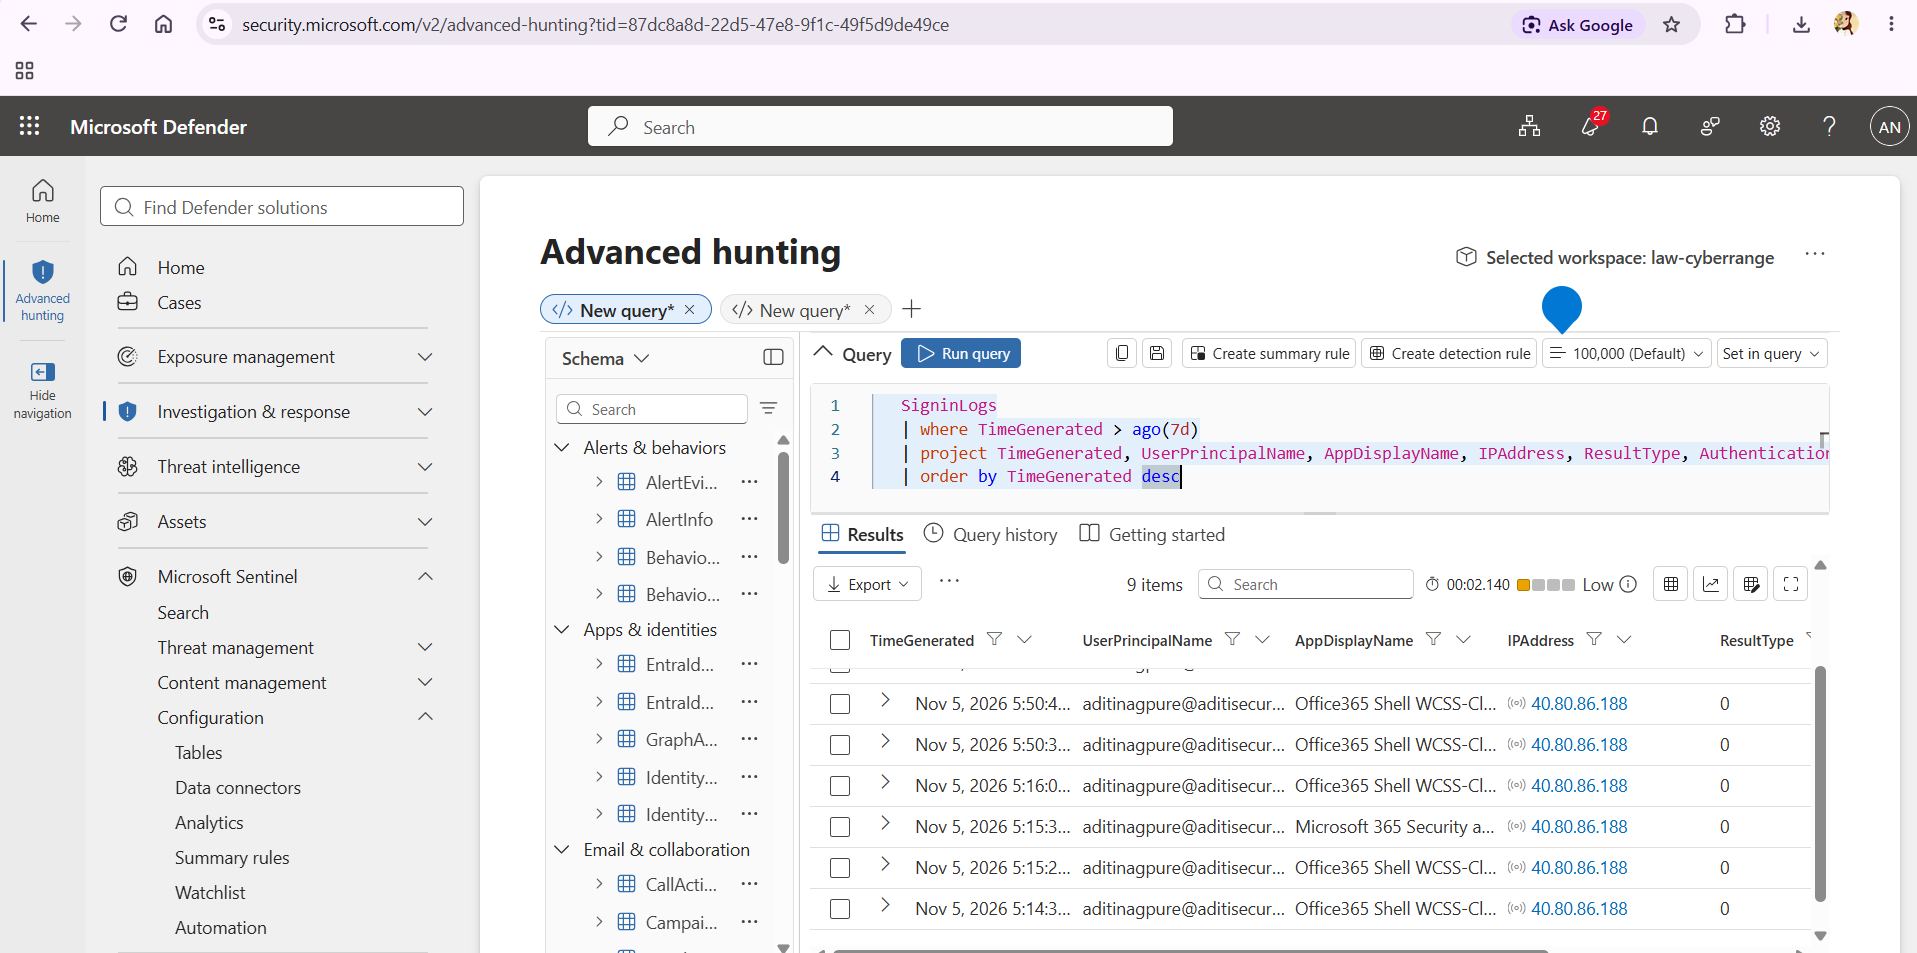 security.microsoft.com/v2/advanced-hunting?tid=87dc8a8d-22d5-47e8-9f1c-49f5d9de49ce
Ask Google
Microsoft Defender
Search
27
AN
Home
Advanced hunting
Hide navigation
Find Defender solutions
Home
Cases
Exposure management
Investigation & response
Threat intelligence
Assets
Microsoft Sentinel
Search
Threat management
Content management
Configuration
Tables
Data connectors
Analytics
Summary rules
Watchlist
Automation
Advanced hunting
Selected workspace: law-cyberrange
New query*
New query*
Schema
Search
Alerts & behaviors
AlertEvi...
AlertInfo
Behavio...
Behavio...
Apps & identities
EntraId...
EntraId...
GraphA...
Identity...
Identity...
Email & collaboration
CallActi...
Campai...
Query
Run query
Create summary rule
Create detection rule
100,000 (Default)
Set in query
1 SigninLogs
2 | where TimeGenerated > ago(7d)
3 | project TimeGenerated, UserPrincipalName, AppDisplayName, IPAddress, ResultType, Authentication
4 | order by TimeGenerated desc
Results
Query history
Getting started
Export
9 items
Search
00:02.140
Low
TimeGenerated UserPrincipalName AppDisplayName IPAddress ResultType
Nov 5, 2026 5:50:4... aditinagpure@aditisecur... Office365 Shell WCSS-Cl... 40.80.86.188 0
Nov 5, 2026 5:50:3... aditinagpure@aditisecur... Office365 Shell WCSS-Cl... 40.80.86.188 0
Nov 5, 2026 5:16:0... aditinagpure@aditisecur... Office365 Shell WCSS-Cl... 40.80.86.188 0
Nov 5, 2026 5:15:3... aditinagpure@aditisecur... Microsoft 365 Security a... 40.80.86.188 0
Nov 5, 2026 5:15:2... aditinagpure@aditisecur... Office365 Shell WCSS-Cl... 40.80.86.188 0
Nov 5, 2026 5:14:3... aditinagpure@aditisecur... Office365 Shell WCSS-Cl... 40.80.86.188 0